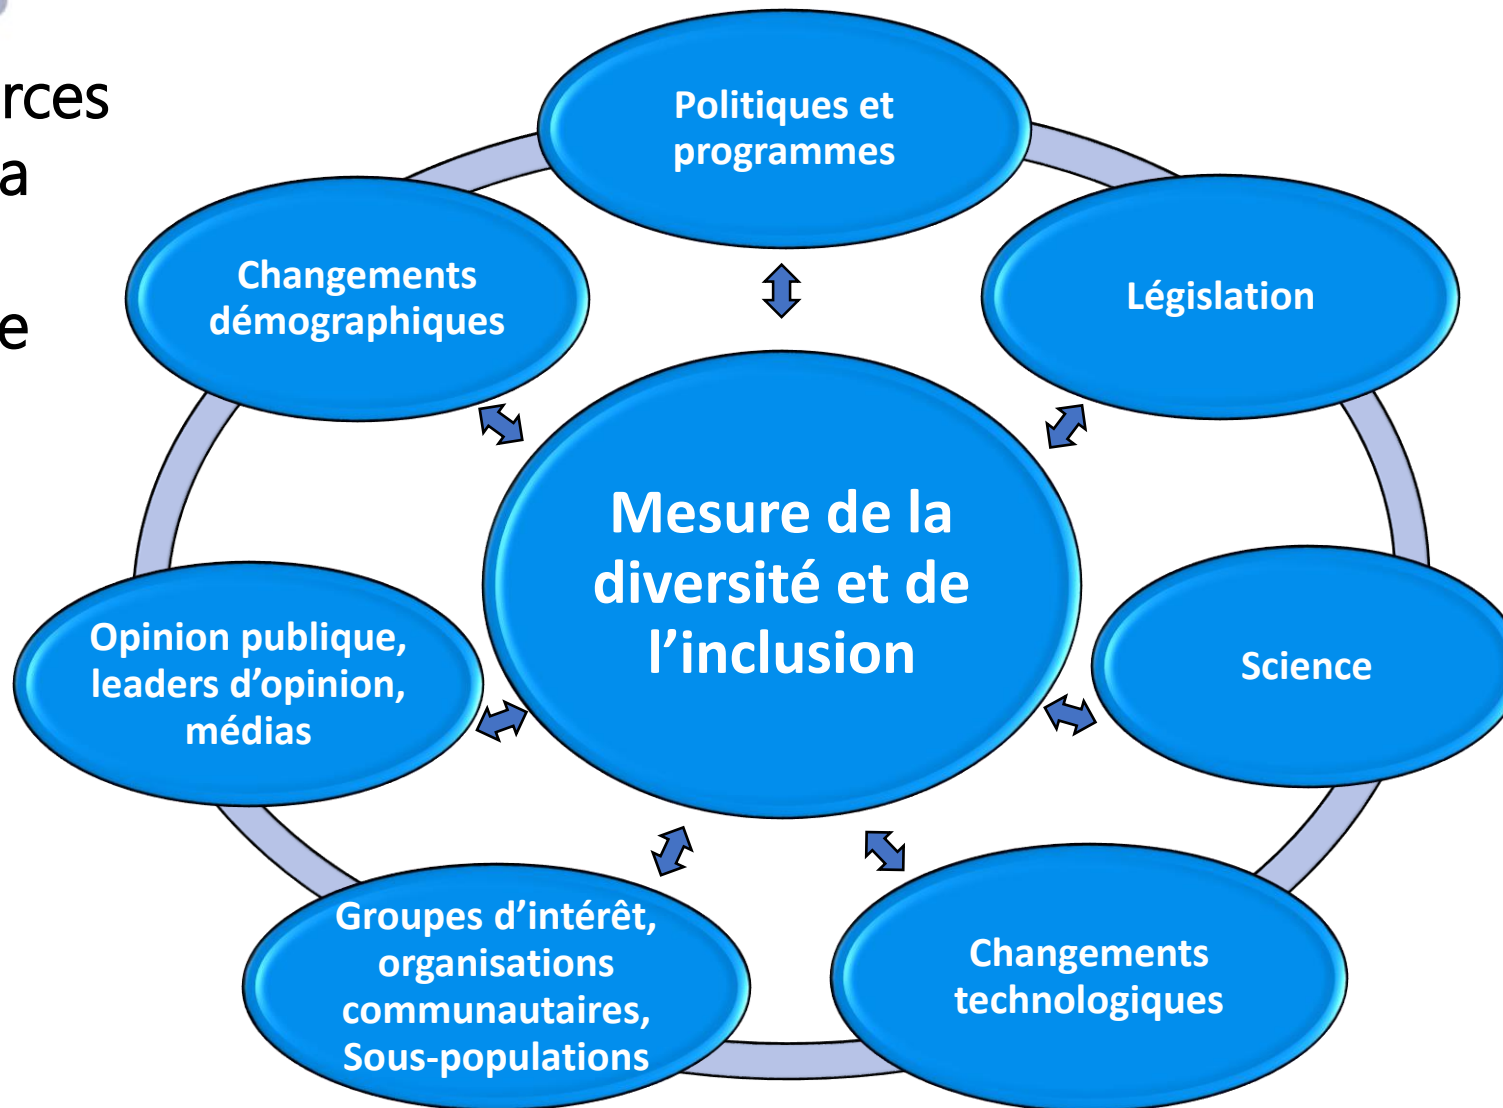 rces
a
e
Politiques et
programmes
Changements
démographiques
Législation
Mesure de la
diversité et de
l’inclusion
Opinion publique,
leaders d’opinion,
médias
Science
Groupes d’intérêt,
organisations
communautaires,
Sous-populations
Changements
technologiques